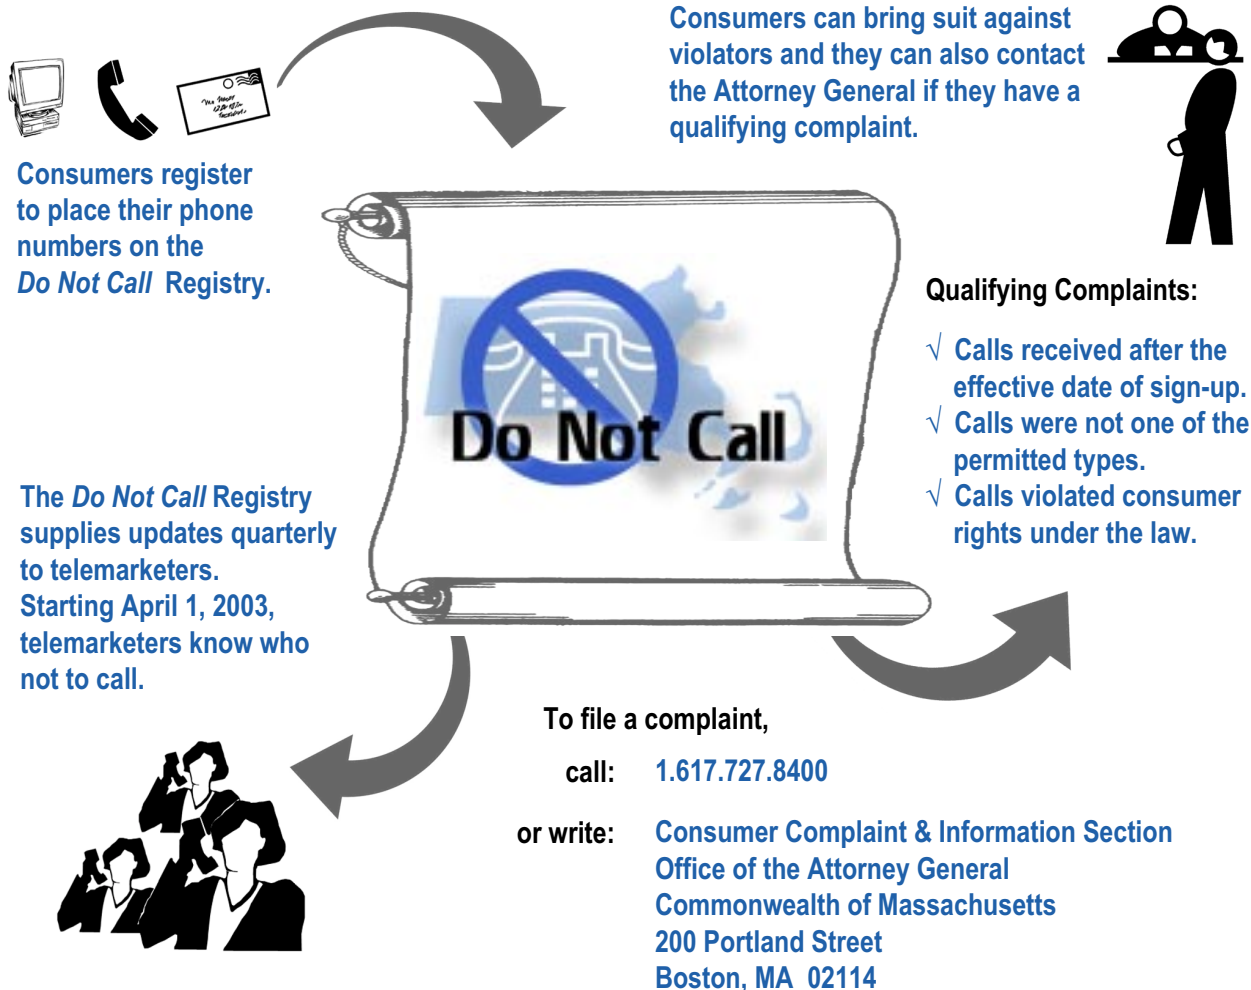 Consumers register
to place their phone
numbers on the
Do Not Call Registry.
Consumers can bring suit against
violators and they can also contact
the Attorney General if they have a
qualifying complaint.
Do Not Call
Qualifying Complaints:
√ Calls received after the
effective date of sign-up.
√ Calls were not one of the
permitted types.
√ Calls violated consumer
rights under the law.
The Do Not Call Registry
supplies updates quarterly
to telemarketers.
Starting April 1, 2003,
telemarketers know who
not to call.
To file a complaint,
call: 1.617.727.8400
or write: Consumer Complaint & Information Section
Office of the Attorney General
Commonwealth of Massachusetts
200 Portland Street
Boston, MA 02114